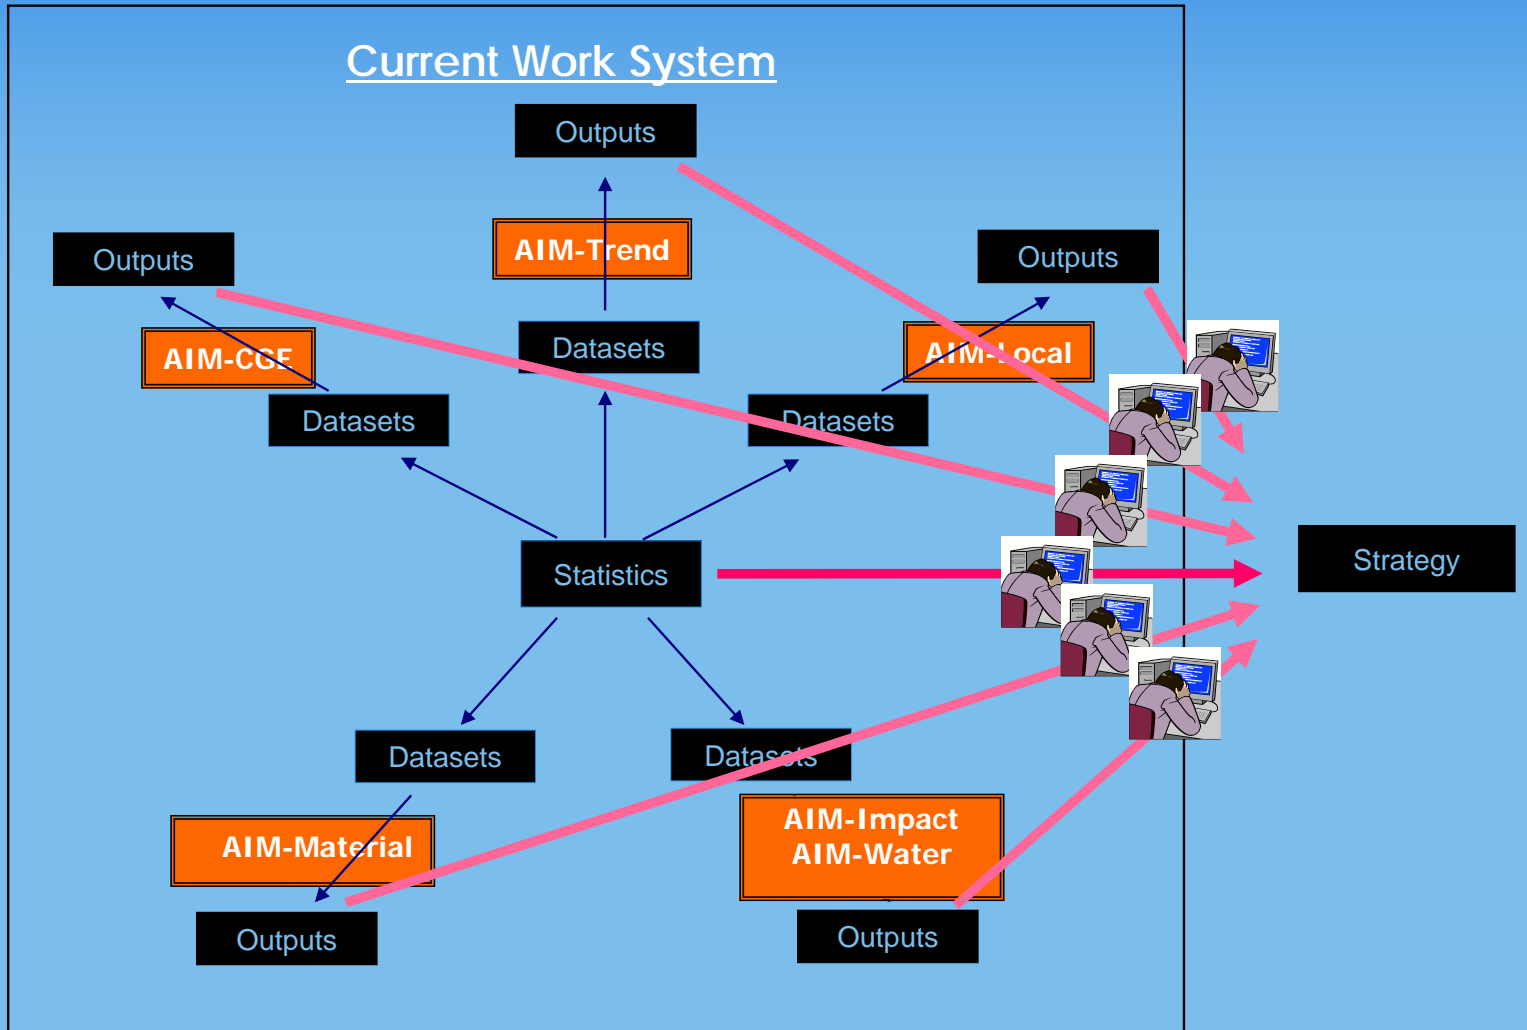 Current Work System
Outputs
AIM-Trend
Outputs
Outputs
Datasets
AIM-CGE
AIM-Local
Datasets
Datasets
Statistics
Strategy
Datasets
Datasets
AIM-Material
AIM-Impact
AIM-Water
Outputs
Outputs